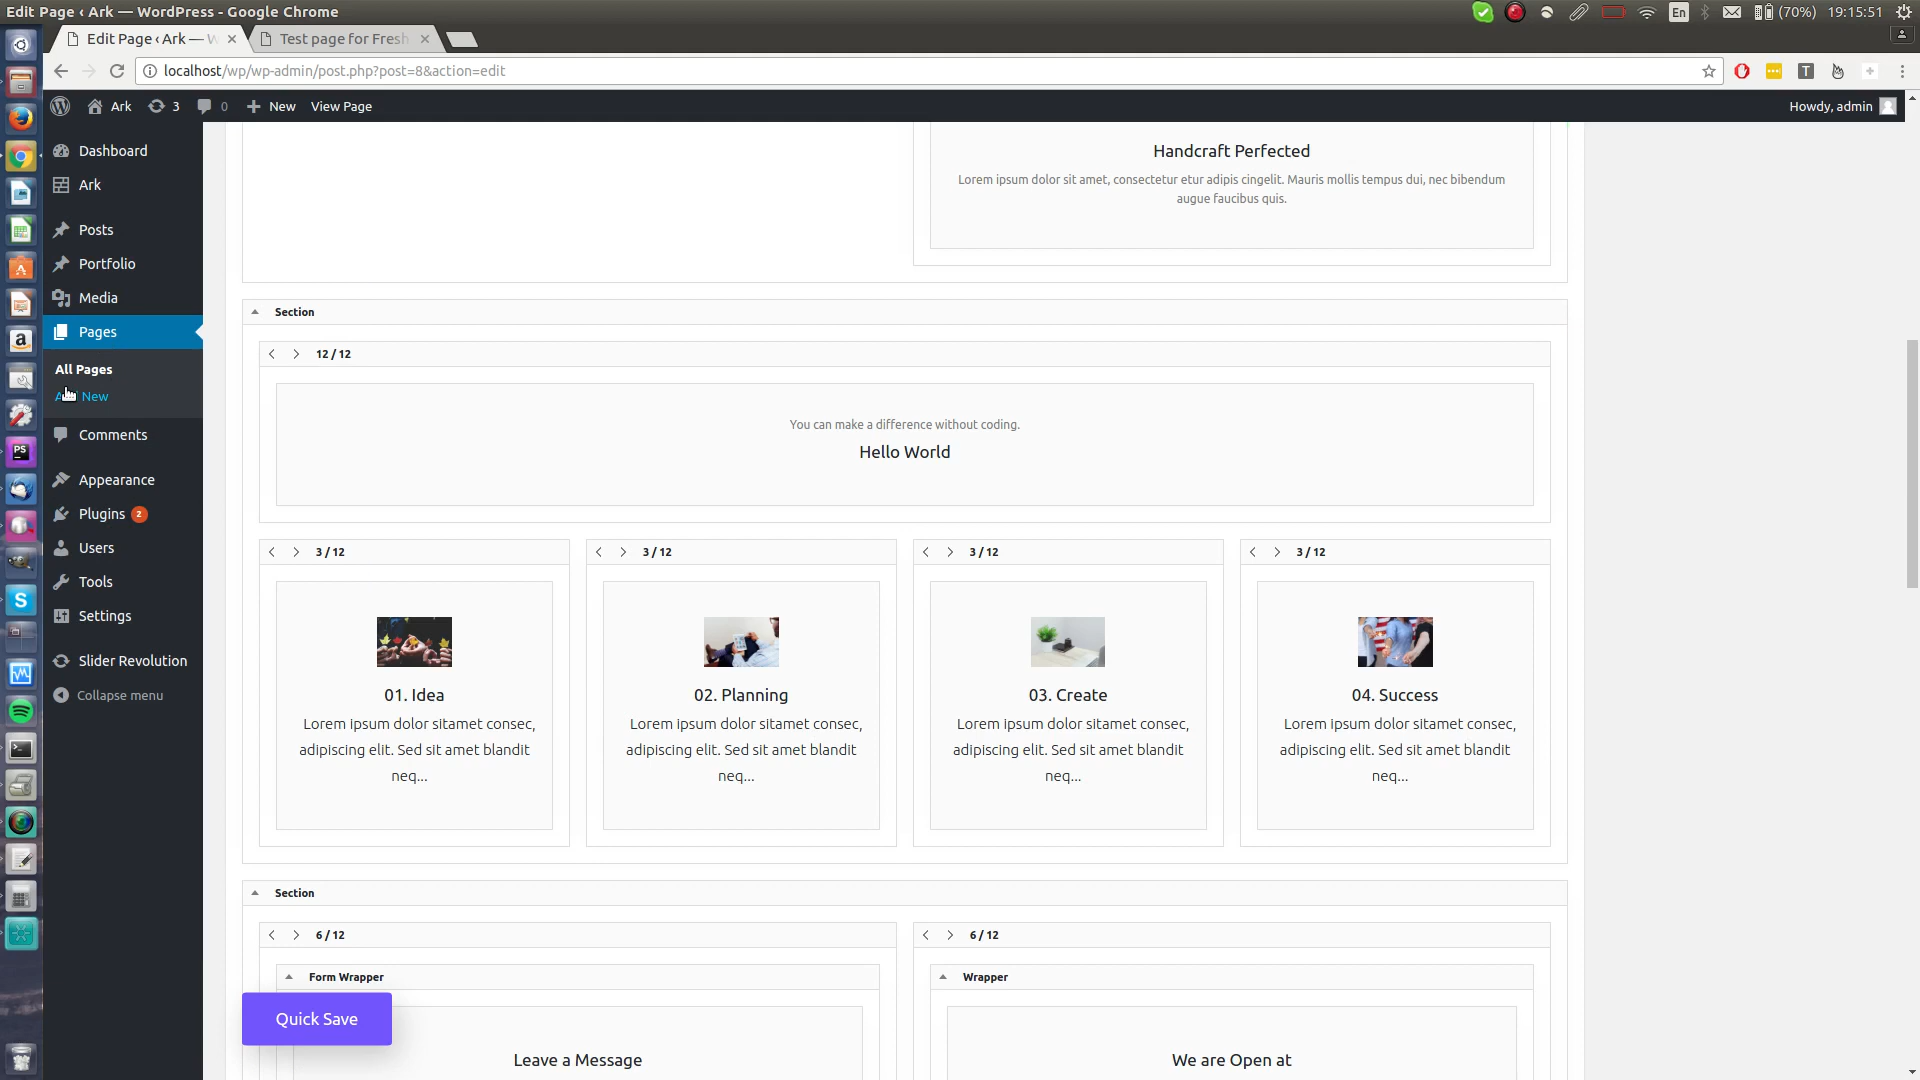 Edit Page ‹ Ark — WordPress - Google Chrome
En
(70%)
19:15:51
Edit Page ‹ Ark —
Test page for Fresh
localhost/wp/wp-admin/post.php?post=8&action=edit
Ark
3
0
New
View Page
Howdy, admin
Dashboard
Ark
Posts
Portfolio
Media
Pages
All Pages
New
Comments
Appearance
Plugins 2
Users
Tools
Settings
Slider Revolution
Collapse menu
Handcraft Perfected
Lorem ipsum dolor sit amet, consectetur etur adipis cingelit. Mauris mollis tempus dui, nec bibendum
augue faucibus quis.
Section
12 / 12
You can make a difference without coding.
Hello World
3 / 12
3 / 12
3 / 12
3 / 12
01. Idea
Lorem ipsum dolor sitamet consec,
adipiscing elit. Sed sit amet blandit
neq...
02. Planning
Lorem ipsum dolor sitamet consec,
adipiscing elit. Sed sit amet blandit
neq...
03. Create
Lorem ipsum dolor sitamet consec,
adipiscing elit. Sed sit amet blandit
neq...
04. Success
Lorem ipsum dolor sitamet consec,
adipiscing elit. Sed sit amet blandit
neq...
Section
6 / 12
6 / 12
Form Wrapper
Wrapper
Quick Save
Leave a Message
We are Open at